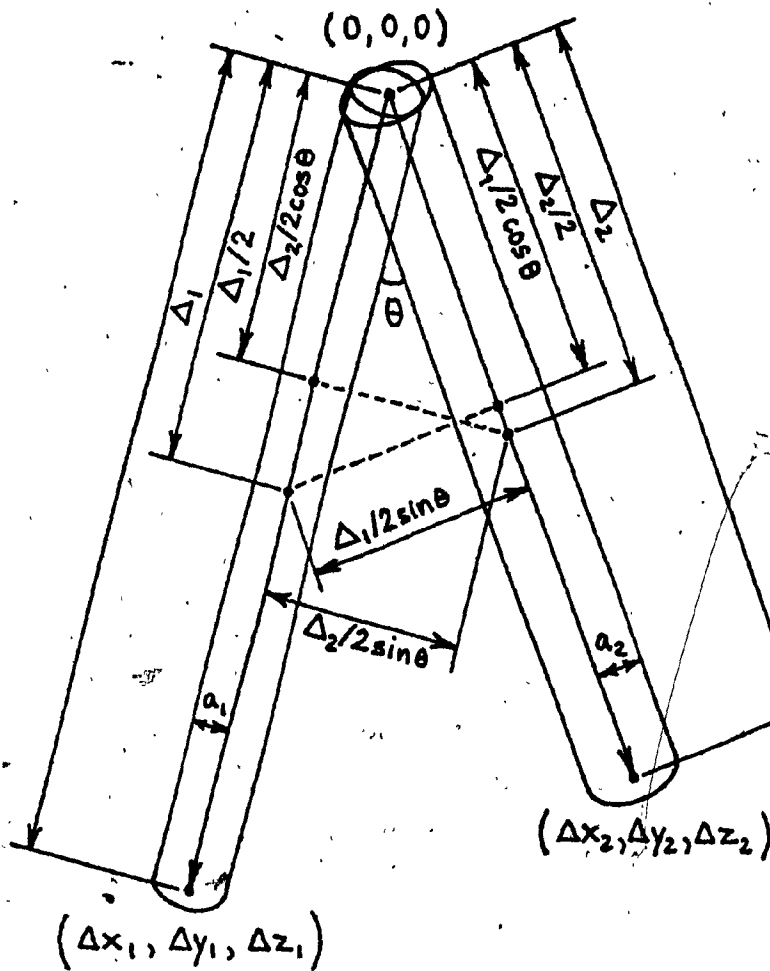 (0,0,0)
Δ₁
Δ₁/2
Δ₂/2cosθ
Δ₁/2cosθ
Δ₂/2
Δ₂
θ
Δ₁/2sinθ
Δ₂/2sinθ
a₁
a₂
(Δx₂,Δy₂,Δz₂)
(Δx₁, Δy₁, Δz₁)